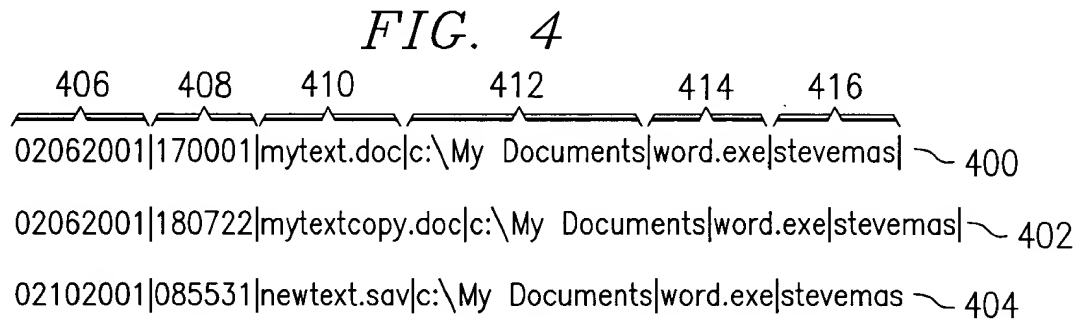 FIG. 4
406 408 410 412 414 416
02062001|170001|mytext.doc|c:\My Documents|word.exe|stevemas| 400
02062001|180722|mytextcopy.doc|c:\My Documents|word.exe|stevemas| 402
02102001|085531|newtext.sav|c:\My Documents|word.exe|stevemas 404